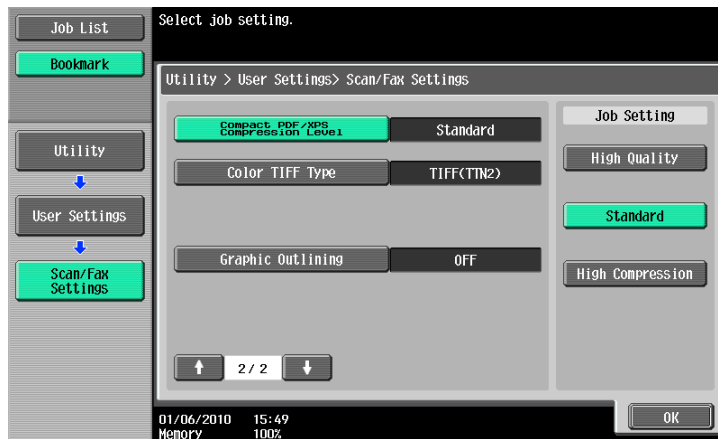 Job List
Bookmark
Utility
User Settings
Scan/Fax
Settings
Select job setting.
Utility > User Settings> Scan/Fax Settings
Compact PDF/XPS
Compression Level
Standard
Color TIFF Type
TIFF(TTN2)
Graphic Outlining
OFF
2/ 2
Job Setting
High Quality
Standard
High Compression
01/06/2010 15:49
Memory 100%
OK